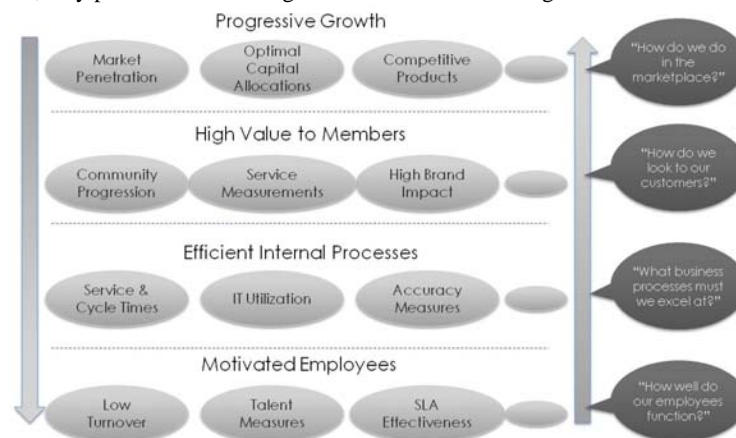 Progressive Growth
Market
Penetration
Optimal
Capital
Allocations
Competitive
Products
"How do we do
in the
marketplace?"
High Value to Members
Community
Progression
Service
Measurements
High Brand
Impact
"How do we
look to our
customers?"
Efficient Internal Processes
Service &
Cycle Times
IT Utilization
Accuracy
Measures
"What business
processes must
we excel at?"
Motivated Employees
Low
Turnover
Talent
Measures
SLA
Effectiveness
"How well do
our employees
function?"